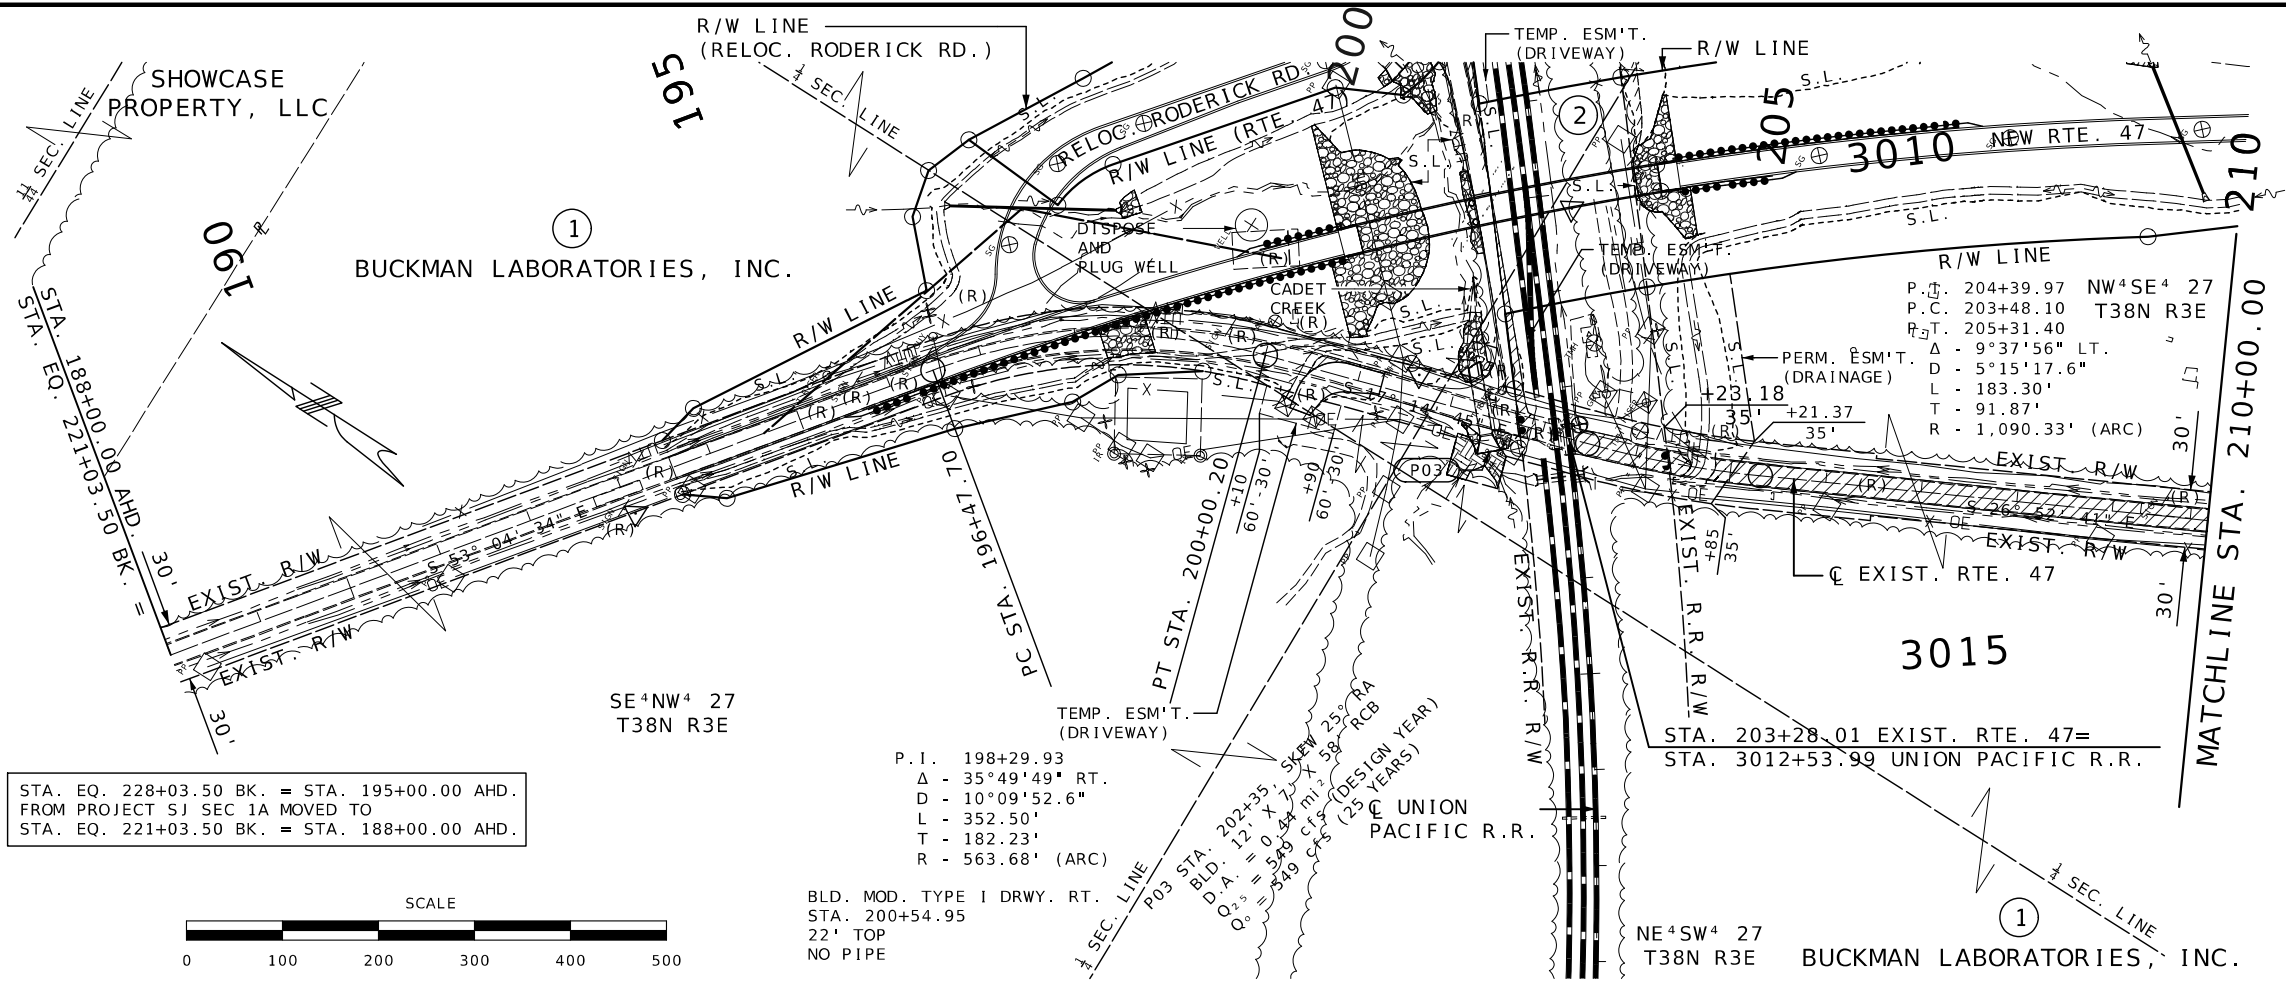 R/W LINE
(RELOC. RODERICK RD.)
SHOWCASE
PROPERTY, LLC
1/4 SEC. LINE
190
195
200
205
210
1/4 SEC. LINE
S.L.
RELOC. RODERICK RD.
R/W LINE (RTE. 47)
TEMP. ESM'T.
(DRIVEWAY)
R/W LINE
S.L.
2
3010
NEW RTE. 47
S.L.
S.L.
S.L.
1
BUCKMAN LABORATORIES, INC.
DISPOSE
AND
PLUG WELL
(R)
TEMP. ESM'T.
(DRIVEWAY)
CADET
CREEK
R/W LINE
R/W LINE
P.I. 204+39.97
P.C. 203+48.10
P.T. 205+31.40
Δ - 9°37'56" LT.
D - 5°15'17.6"
L - 183.30'
T - 91.87'
R - 1,090.33' (ARC)
NW⁴SE⁴ 27
T38N R3E
PERM. ESM'T.
(DRAINAGE)
+23.18
35'
+21.37
35'
STA. 188+00.00 AHD.
STA. EQ. 221+03.50 BK. =
30'
EXIST. R/W
S 53° 04' 34" E
EXIST. R/W
30'
R/W LINE
PC STA. 196+47.70
PT STA. 200+00.20
+10
60'-30'
+90
60'-30'
P03
EXIST. R/W
S 26° 52' 41" E
EXIST. R/W
30'
30'
+85
35'
℄ EXIST. RTE. 47
EXIST. R.R. R/W
EXIST. R.R. R/W
3015
MATCHLINE STA. 210+00.00
SE⁴NW⁴ 27
T38N R3E
TEMP. ESM'T.
(DRIVEWAY)
STA. 203+28.01 EXIST. RTE. 47=
STA. 3012+53.99 UNION PACIFIC R.R.
STA. EQ. 228+03.50 BK. = STA. 195+00.00 AHD.
FROM PROJECT SJ SEC 1A MOVED TO
STA. EQ. 221+03.50 BK. = STA. 188+00.00 AHD.
P.I. 198+29.93
Δ - 35°49'49" RT.
D - 10°09'52.6"
L - 352.50'
T - 182.23'
R - 563.68' (ARC)
P03 STA. 202+35, SKEW 25° RA
BLD. 12' X 7' X 58' RCB
D.A. = 0.44 mi²
Q₂₅ = 549 cfs (DESIGN YEAR)
Q₀ = 549 cfs (25 YEARS)
℄ UNION
PACIFIC R.R.
BLD. MOD. TYPE I DRWY. RT.
STA. 200+54.95
22' TOP
NO PIPE
SCALE
0 100 200 300 400 500
1/4 SEC. LINE
1/4 SEC. LINE
NE⁴SW⁴ 27
T38N R3E
1
BUCKMAN LABORATORIES, INC.